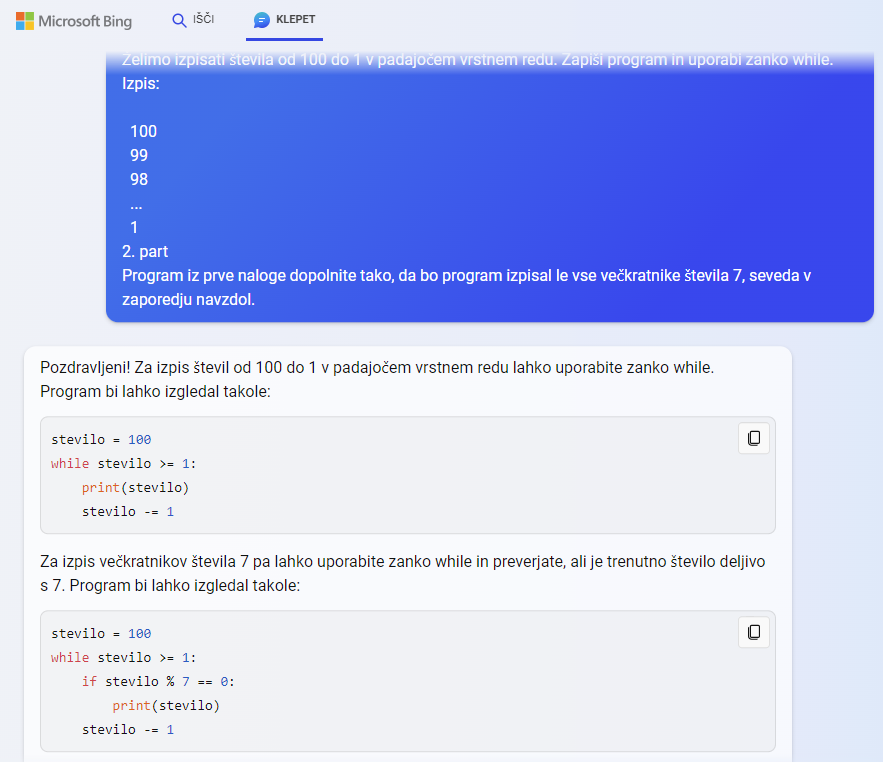 Microsoft Bing
IŠČI
KLEPET
Želimo izpisati števila od 100 do 1 v padajočem vrstnem redu. Zapiši program in uporabi zanko while.
Izpis:
100
99
98
...
1
2. part
Program iz prve naloge dopolnite tako, da bo program izpisal le vse večkratnike števila 7, seveda v
zaporedju navzdol.
Pozdravljeni! Za izpis števil od 100 do 1 v padajočem vrstnem redu lahko uporabite zanko while.
Program bi lahko izgledal takole:
stevilo = 100
while stevilo >= 1:
    print(stevilo)
    stevilo -= 1
Za izpis večkratnikov števila 7 pa lahko uporabite zanko while in preverjate, ali je trenutno število deljivo
s 7. Program bi lahko izgledal takole:
stevilo = 100
while stevilo >= 1:
    if stevilo % 7 == 0:
        print(stevilo)
    stevilo -= 1